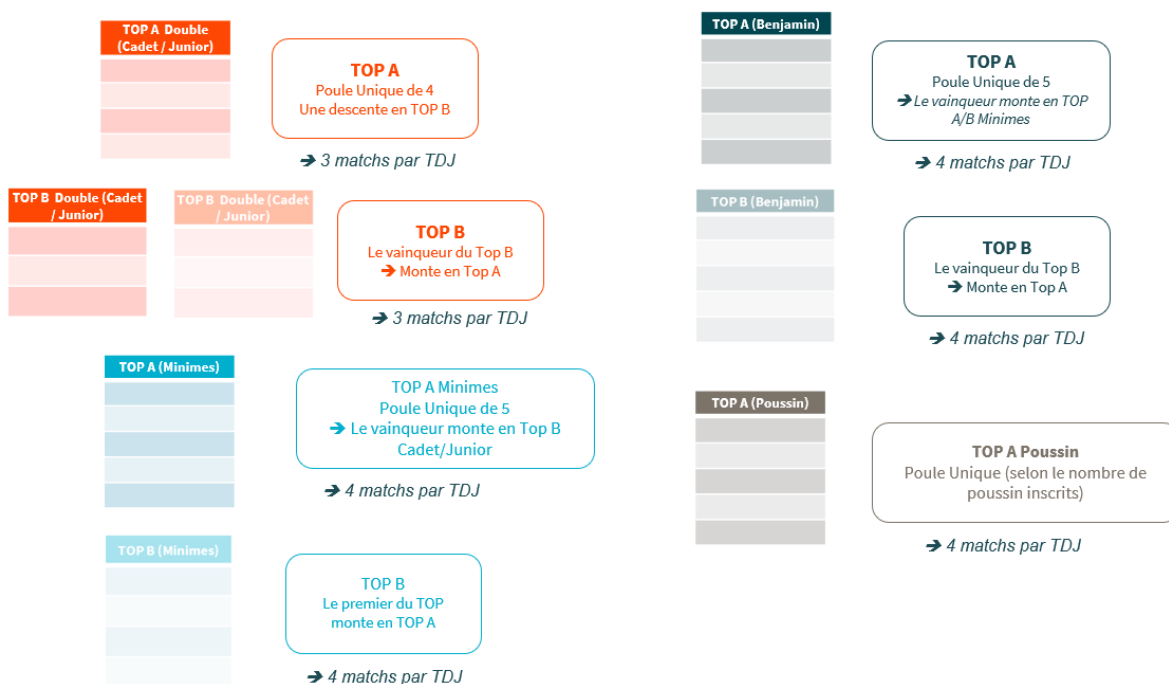 TOP A Double
(Cadet / Junior)
TOP A
Poule Unique de 4
Une descente en TOP B
➔ 3 matchs par TDJ
TOP B Double (Cadet
/ Junior)
TOP B Double (Cadet
/ Junior)
TOP B
Le vainqueur du Top B
➔ Monte en Top A
➔ 3 matchs par TDJ
TOP A (Minimes)
TOP A Minimes
Poule Unique de 5
➔ Le vainqueur monte en Top B
Cadet/Junior
➔ 4 matchs par TDJ
TOP B (Minimes)
TOP B
Le premier du TOP
monte en TOP A
➔ 4 matchs par TDJ
TOP A (Benjamin)
TOP A
Poule Unique de 5
➔ Le vainqueur monte en TOP
A/B Minimes
➔ 4 matchs par TDJ
TOP B (Benjamin)
TOP B
Le vainqueur du Top B
➔ Monte en Top A
➔ 4 matchs par TDJ
TOP A (Poussin)
TOP A Poussin
Poule Unique (selon le nombre de
poussin inscrits)
➔ 4 matchs par TDJ